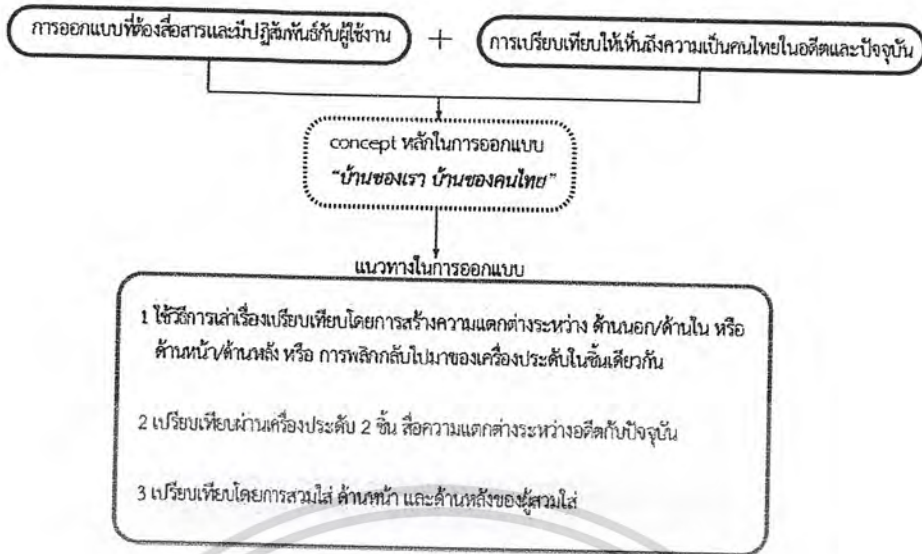 การออกแบบที่ต้องสื่อสารและมีปฏิสัมพันธ์กับผู้ใช้งาน
+
การเปรียบเทียบให้เห็นถึงความเป็นคนไทยในอดีตและปัจจุบัน
concept หลักในการออกแบบ
“บ้านของเรา บ้านของคนไทย”
แนวทางในการออกแบบ
1 ใช้วิธีการเล่าเรื่องเปรียบเทียบโดยการสร้างความแตกต่างระหว่าง ด้านนอก/ด้านใน หรือ
ด้านหน้า/ด้านหลัง หรือ การพลิกกลับไปมาของเครื่องประดับในชิ้นเดียวกัน
2 เปรียบเทียบผ่านเครื่องประดับ 2 ชิ้น สื่อความแตกต่างระหว่างอดีตกับปัจจุบัน
3 เปรียบเทียบโดยการสวมใส่ ด้านหน้า และด้านหลังของผู้สวมใส่